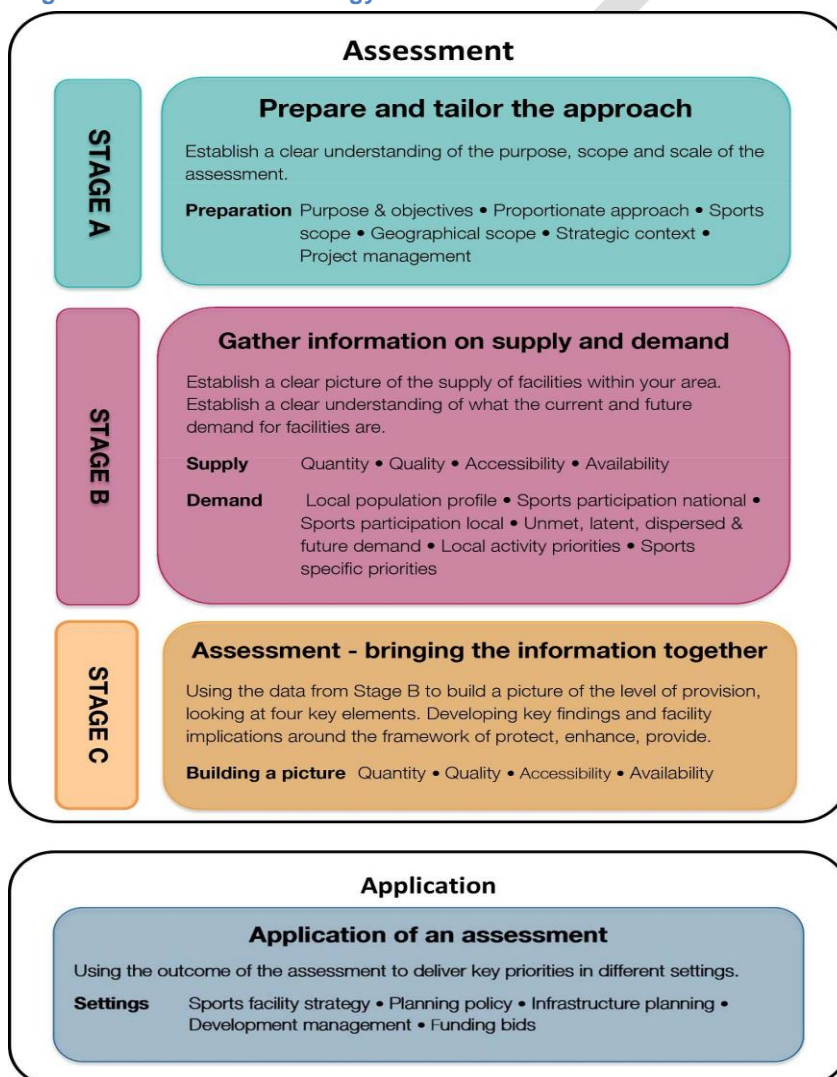 Assessment
STAGE A
Prepare and tailor the approach
Establish a clear understanding of the purpose, scope and scale of the
assessment.
Preparation Purpose & objectives • Proportionate approach • Sports
scope • Geographical scope • Strategic context •
Project management
STAGE B
Gather information on supply and demand
Establish a clear picture of the supply of facilities within your area.
Establish a clear understanding of what the current and future
demand for facilities are.
Supply Quantity • Quality • Accessibility • Availability
Demand Local population profile • Sports participation national •
Sports participation local • Unmet, latent, dispersed &
future demand • Local activity priorities • Sports
specific priorities
STAGE C
Assessment - bringing the information together
Using the data from Stage B to build a picture of the level of provision,
looking at four key elements. Developing key findings and facility
implications around the framework of protect, enhance, provide.
Building a picture Quantity • Quality • Accessibility • Availability
Application
Application of an assessment
Using the outcome of the assessment to deliver key priorities in different settings.
Settings Sports facility strategy • Planning policy • Infrastructure planning •
Development management • Funding bids